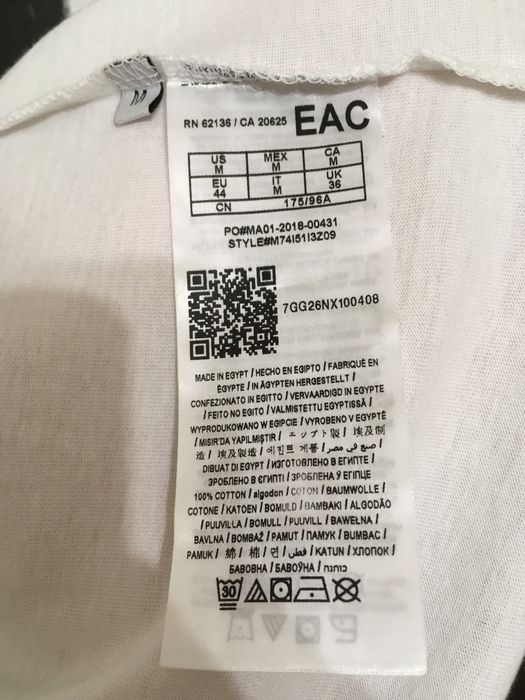 M
RN 62136 / CA 20625 EAC
US M MEX M CA M
EU 44 IT M UK 36
CN 175/96A
PO#MA01-2018-00431
STYLE#M74I51I3Z09
7GG26NX100408
MADE IN EGYPT / HECHO EN EGIPTO / FABRIQUÉ EN
ÉGYPTE / IN ÄGYPTEN HERGESTELLT /
CONFEZIONATO IN EGITTO / VERVAARDIGD IN EGYPTE
/ FEITO NO EGITO / VALMISTETTU EGYPTISSÄ /
WYPRODUKOWANO W EGIPCIE / VYROBENO V EGYPTĚ
/ MISIR'DA YAPILMIŞTIR / エジプト製 / 埃及制
造 / 埃及製造 / 이집트 제품 / صنع في مصر /
DIBUAT DI EGYPT / ИЗГОТОВЛЕНО В ЕГИПТЕ /
ЗРОБЛЕНО В ЄГИПТІ / ЗРОБЛЕНА Ў ЕГІПЦЕ
100% COTTON / algodon / COTON / BAUMWOLLE /
COTONE / KATOEN / BOMULD / BAMBAKI / ALGODÃO
/ PUUVILLA / BOMULL / PUUVILL / BAWEŁNA /
BAVLNA / BOMBAŽ / PAMUT / ПАМУК / BUMBAC /
PAMUK / 綿 / 棉 / 면 / قطن / KATUN / ХЛОПОК /
БАВОВНА / БАВОЎНА / כותנה
30